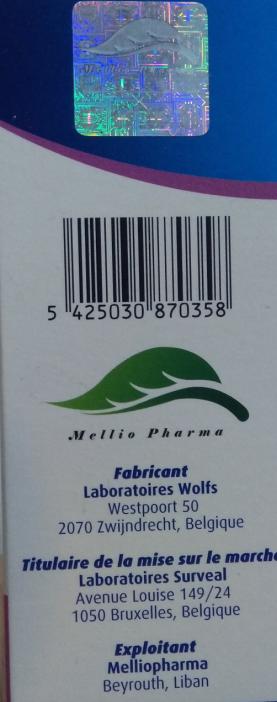 5 425030 870358
Mellio Pharma
Fabricant
Laboratoires Wolfs
Westpoort 50
2070 Zwijndrecht, Belgique
Titulaire de la mise sur le marché
Laboratoires Surveal
Avenue Louise 149/24
1050 Bruxelles, Belgique
Exploitant
Melliopharma
Beyrouth, Liban